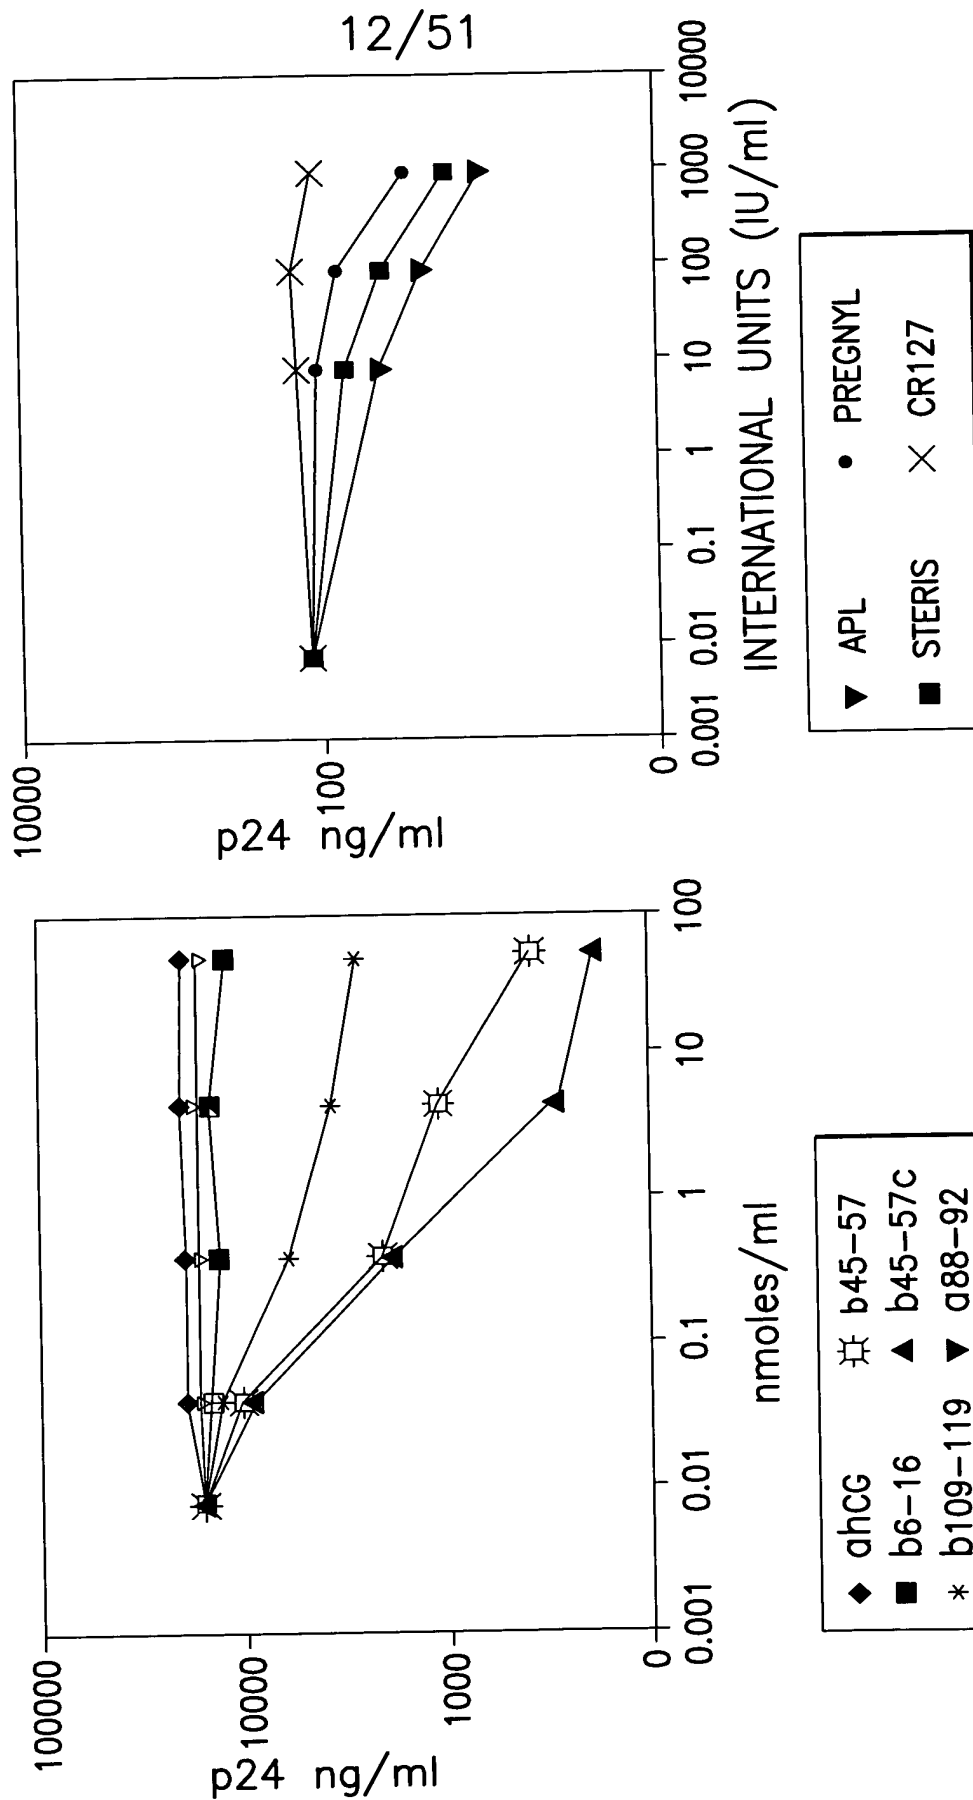 12/51
100000
10000
1000
0
p24 ng/ml
0.001
0.01
0.1
1
10
100
nmoles/ml
ahCG
b45-57
b6-16
b45-57c
b109-119
a88-92
10000
100
0
p24 ng/ml
0.001
0.01
0.1
1
10
100
1000
10000
INTERNATIONAL UNITS (IU/ml)
APL
PREGNYL
STERIS
CR127